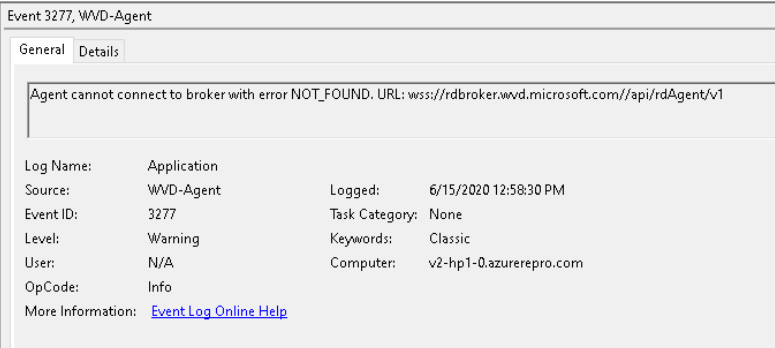 Event 3277, WVD-Agent
General Details
Agent cannot connect to broker with error NOT_FOUND. URL: wss://rdbroker.wvd.microsoft.com//api/rdAgent/v1
Log Name: Application
Source: WVD-Agent Logged: 6/15/2020 12:58:30 PM
Event ID: 3277 Task Category: None
Level: Warning Keywords: Classic
User: N/A Computer: v2-hp1-0.azurerepro.com
OpCode: Info
More Information: Event Log Online Help